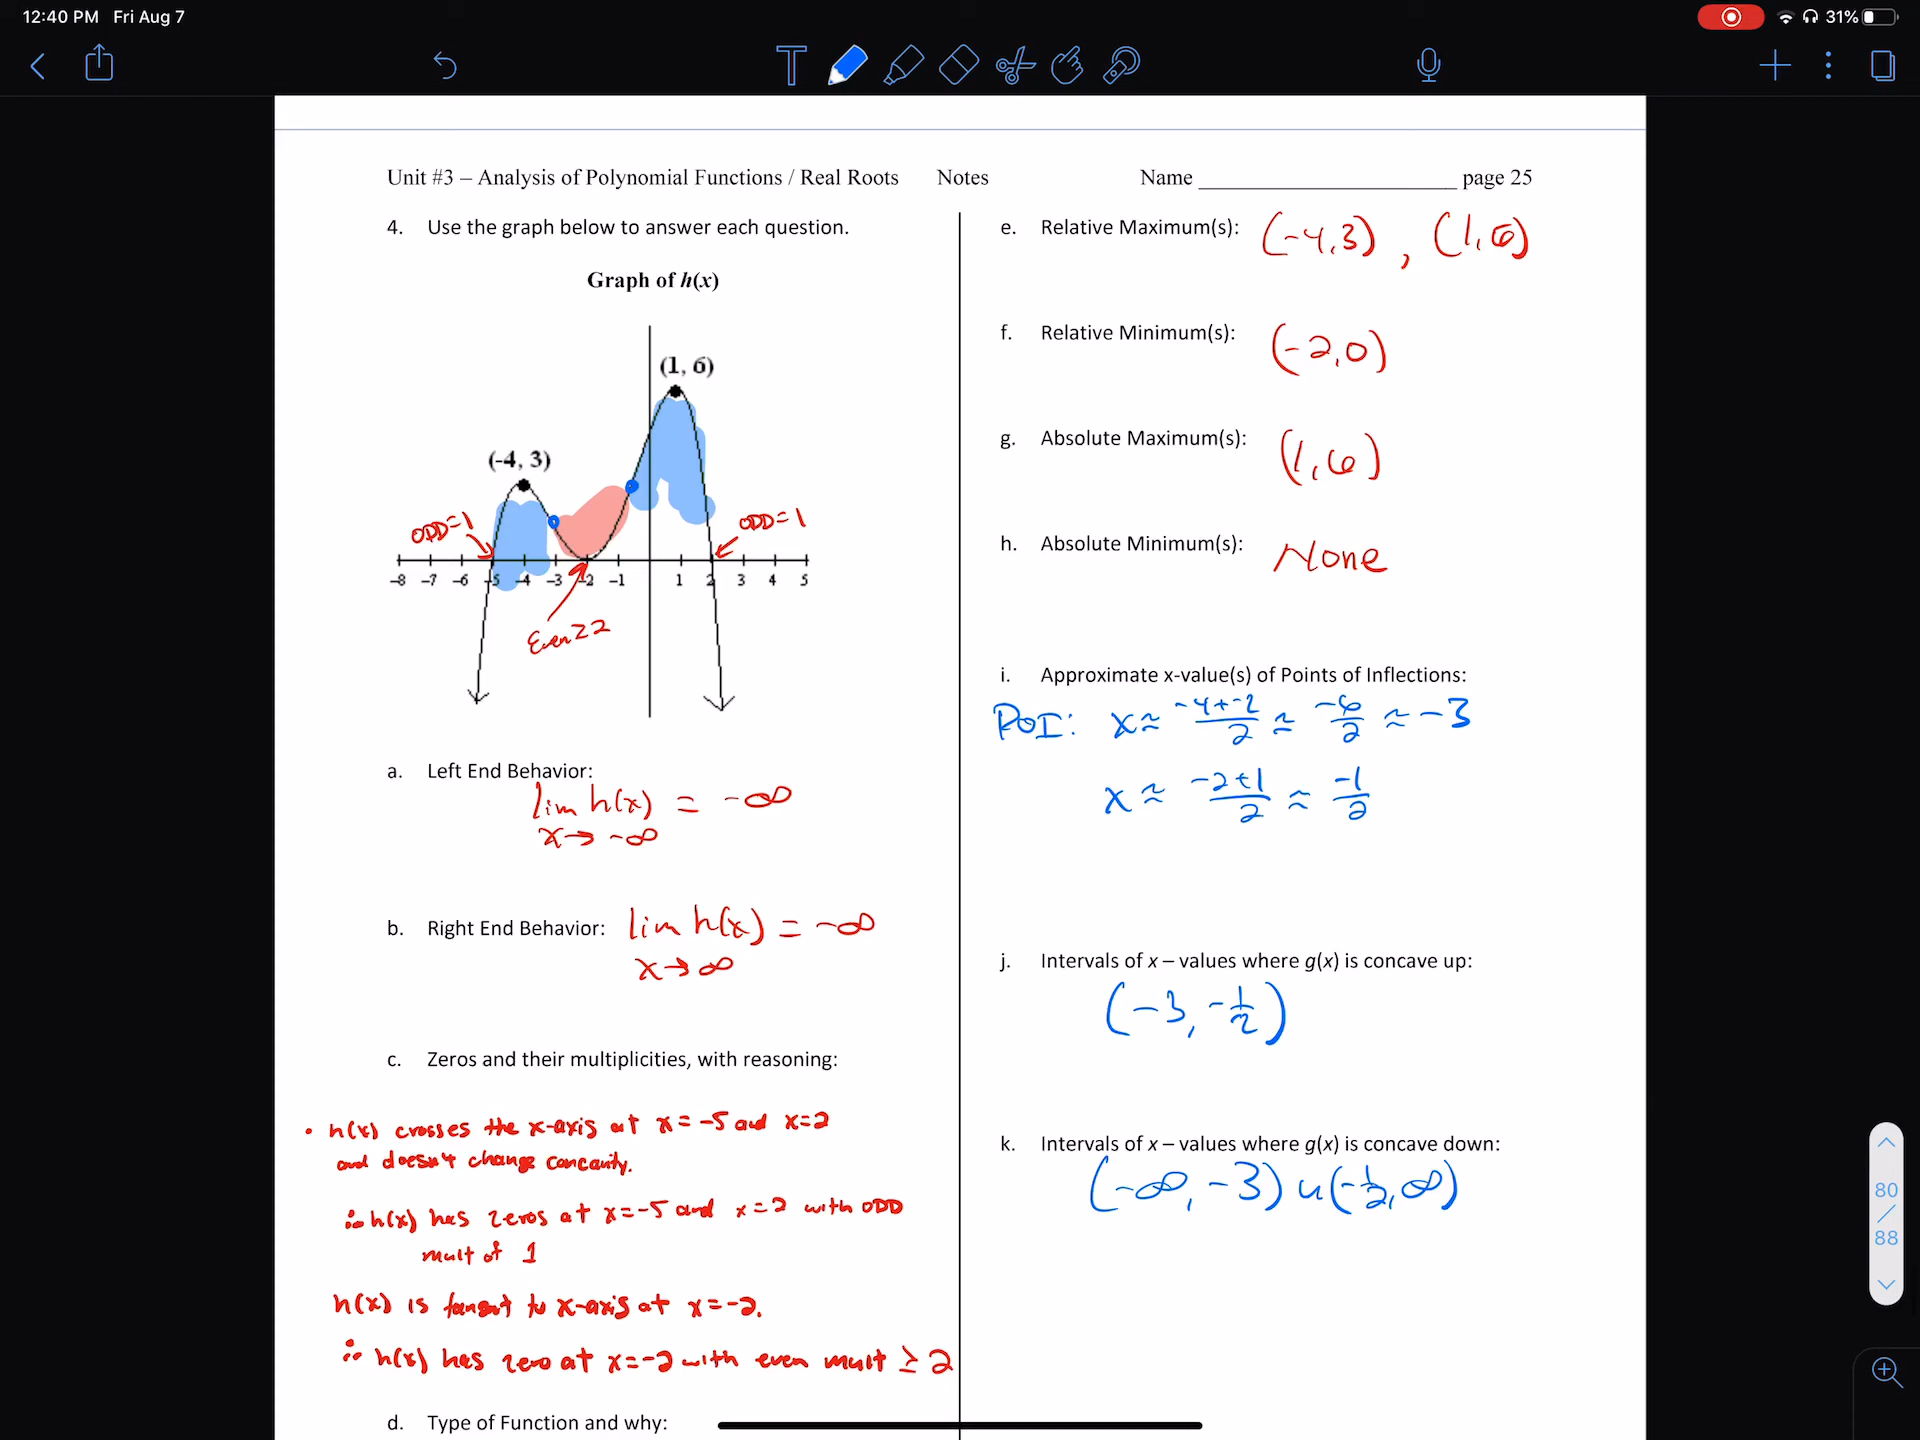 12:40 PM Fri Aug 7
31%
Unit #3 – Analysis of Polynomial Functions / Real Roots Notes Name ______________________ page 25
4. Use the graph below to answer each question.
Graph of h(x)
(1, 6)
(-4, 3)
ODD=1
ODD=1
-8 -7 -6 -5 -4 -3 -2 -1 1 2 3 4 5
Even≥2
a. Left End Behavior:
lim h(x) = -∞
x→ -∞
b. Right End Behavior: lim h(x) = -∞
x→∞
c. Zeros and their multiplicities, with reasoning:
• h(x) crosses the x-axis at x=-5 and x=2
and doesn't change concavity.
∴ h(x) has zeros at x=-5 and x=2 with ODD
mult of 1
h(x) is tangent to x-axis at x=-2.
∴ h(x) has zero at x=-2 with even mult ≥ 2
d. Type of Function and why:
e. Relative Maximum(s): (-4,3) , (1,6)
f. Relative Minimum(s): (-2,0)
g. Absolute Maximum(s): (1,6)
h. Absolute Minimum(s): None
i. Approximate x-value(s) of Points of Inflections:
POI: x ≈ -4+-2/2 ≈ -6/2 ≈ -3
x ≈ -2+1/2 ≈ -1/2
j. Intervals of x – values where g(x) is concave up:
(-3, -1/2)
k. Intervals of x – values where g(x) is concave down:
(-∞, -3) ∪ (-1/2, ∞)
80
/
88